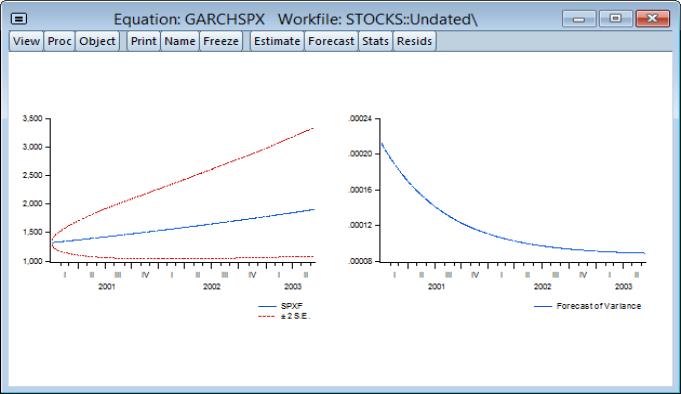 Equation: GARCHSPX Workfile: STOCKS::Undated\
View Proc Object Print Name Freeze Estimate Forecast Stats Resids
3,500
3,000
2,500
2,000
1,500
1,000
I II III IV I II III IV I II
2001 2002 2003
SPXF
± 2 S.E.
.00024
.00020
.00016
.00012
.00008
I II III IV I II III IV I II
2001 2002 2003
Forecast of Variance